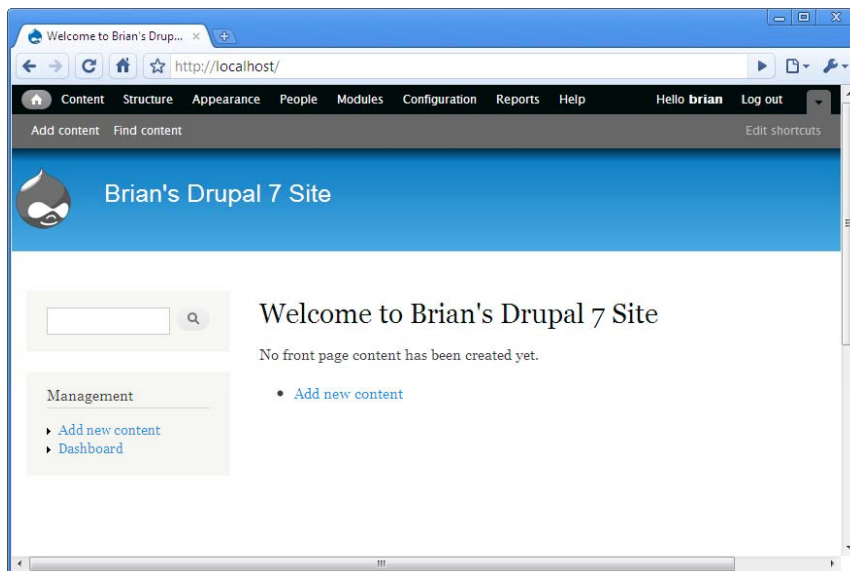 Welcome to Brian's Drup...
http://localhost/
Content Structure Appearance People Modules Configuration Reports Help Hello brian Log out
Add content Find content Edit shortcuts
Brian's Drupal 7 Site
Welcome to Brian's Drupal 7 Site
No front page content has been created yet.
Add new content
Management
Add new content
Dashboard